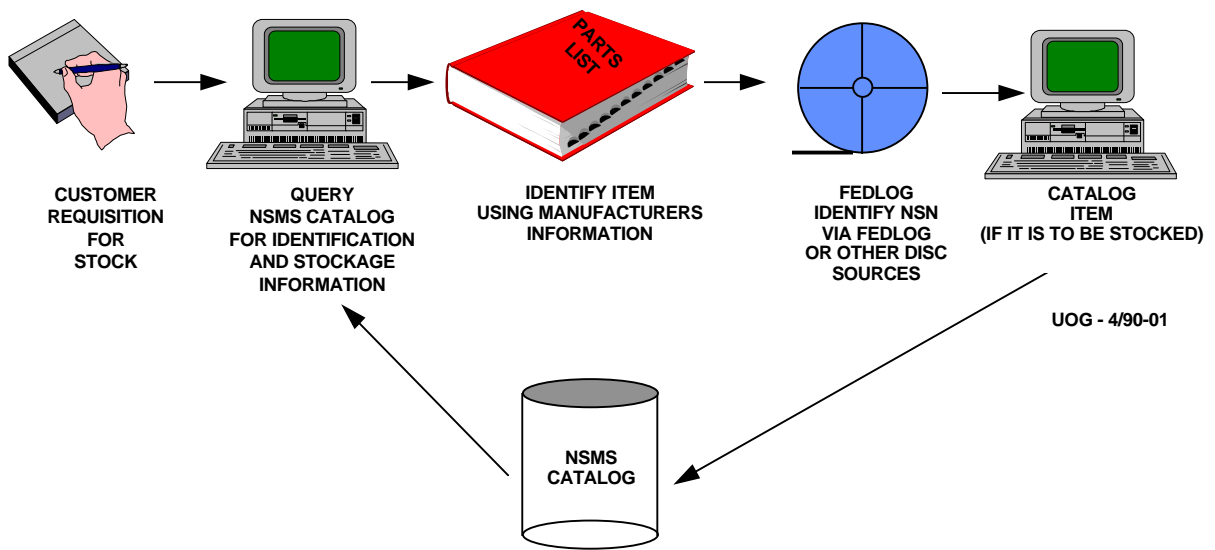 PARTS
LIST
CUSTOMER
REQUISITION
FOR
STOCK
QUERY
NSMS CATALOG
FOR IDENTIFICATION
AND STOCKAGE
INFORMATION
IDENTIFY ITEM
USING MANUFACTURERS
INFORMATION
FEDLOG
IDENTIFY NSN
VIA FEDLOG
OR OTHER DISC
SOURCES
CATALOG
ITEM
(IF IT IS TO BE STOCKED)
UOG - 4/90-01
NSMS
CATALOG